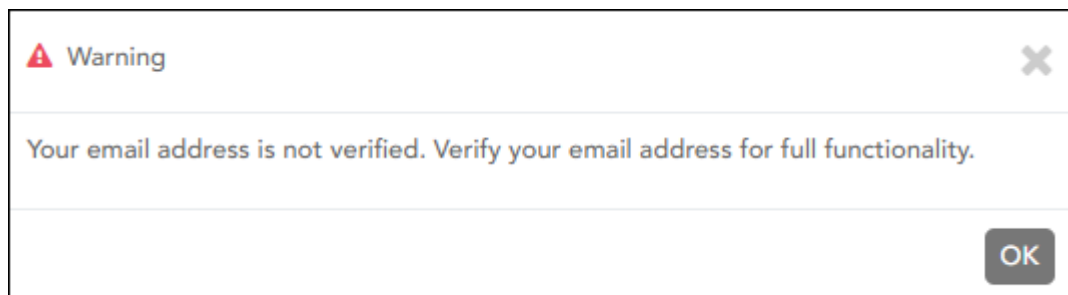 Warning
Your email address is not verified. Verify your email address for full functionality.
OK